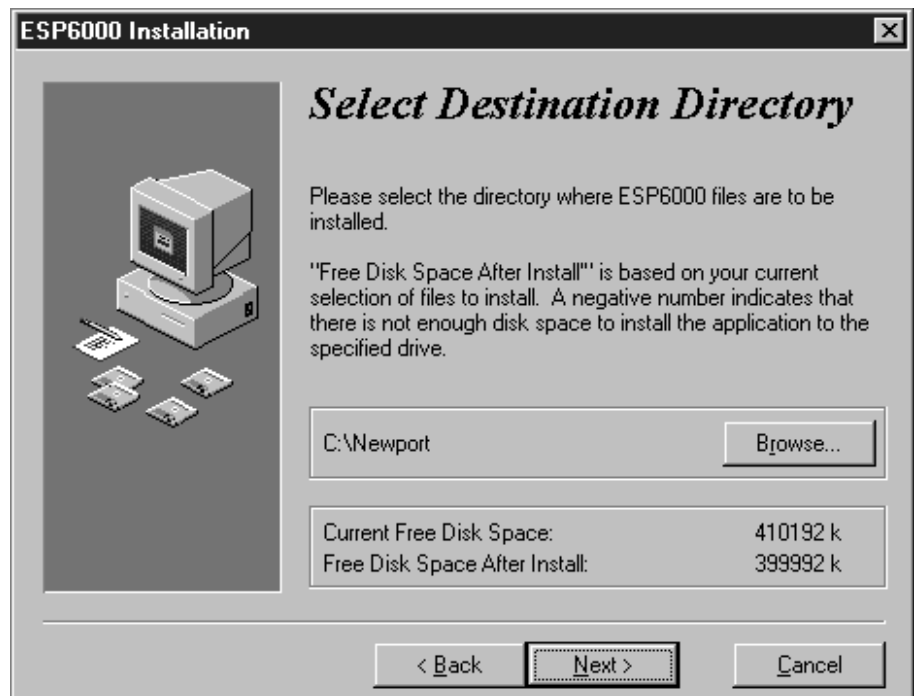 ESP6000 Installation
Select Destination Directory
Please select the directory where ESP6000 files are to be
installed.
"Free Disk Space After Install"' is based on your current
selection of files to install. A negative number indicates that
there is not enough disk space to install the application to the
specified drive.
C:\Newport
Browse...
Current Free Disk Space: 410192 k
Free Disk Space After Install: 399992 k
< Back
Next >
Cancel